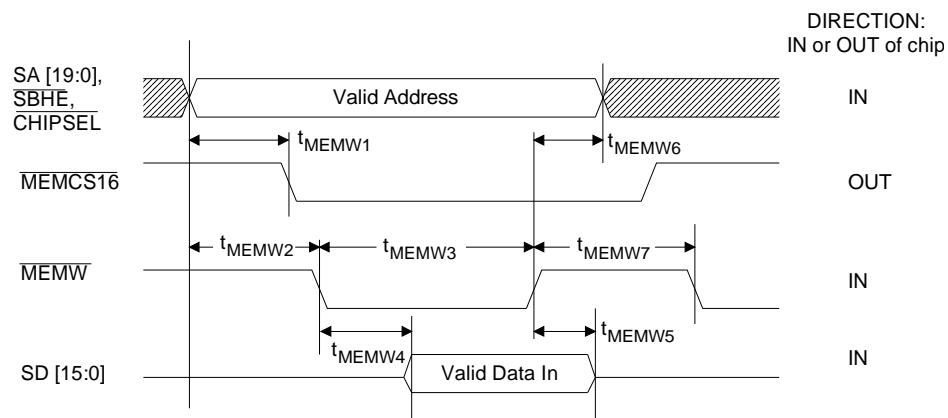 DIRECTION:
IN or OUT of chip
SA [19:0],
SBHE,
CHIPSEL
Valid Address
IN
tMEMW1
tMEMW6
MEMCS16
OUT
tMEMW2
tMEMW3
tMEMW7
MEMW
IN
tMEMW4
tMEMW5
SD [15:0]
Valid Data In
IN